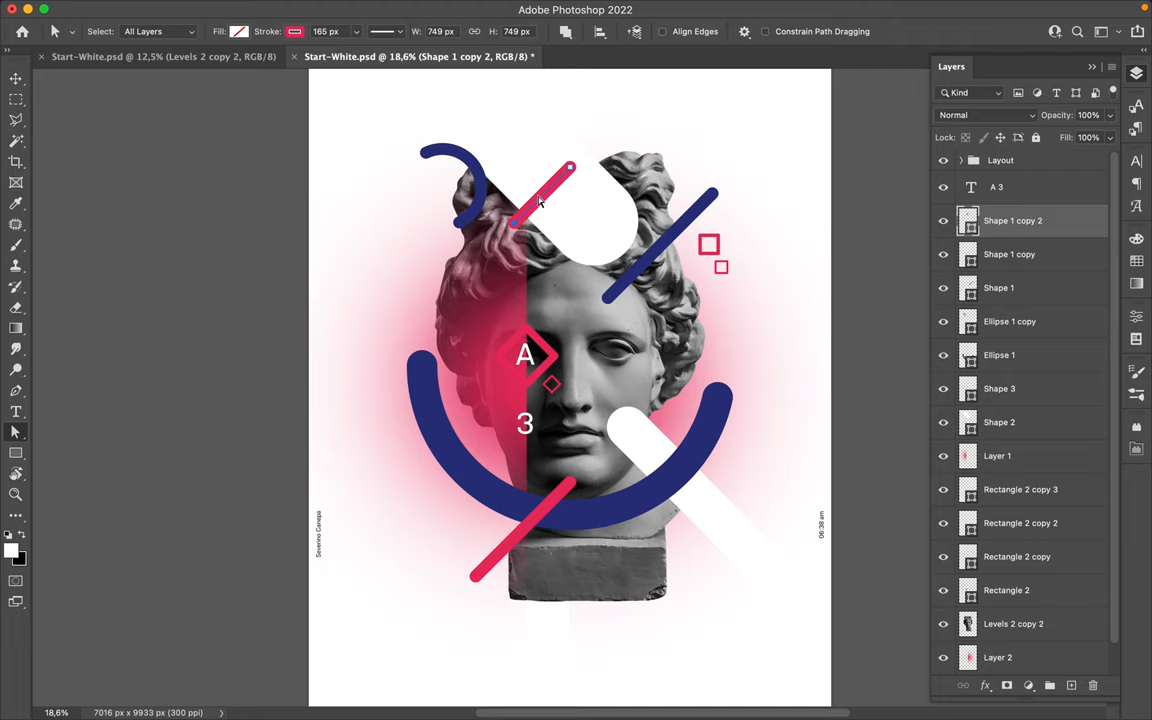 Adobe Photoshop 2022
Select:
All Layers
Fill:
Stroke:
165 px
W: 749 px
H: 749 px
Align Edges
Constrain Path Dragging
Start-White.psd @ 12,5% (Levels 2 copy 2, RGB/8)
Start-White.psd @ 18,6% (Shape 1 copy 2, RGB/8) *
Layers
Kind
Normal
Opacity: 100%
Lock:
Fill: 100%
Layout
A 3
Shape 1 copy 2
Shape 1 copy
Shape 1
Ellipse 1 copy
Ellipse 1
Shape 3
Shape 2
Layer 1
Rectangle 2 copy 3
Rectangle 2 copy 2
Rectangle 2 copy
Rectangle 2
Levels 2 copy 2
Layer 2
A
3
Severino Canepa
06:38 am
18,6%
7016 px x 9933 px (300 ppi)